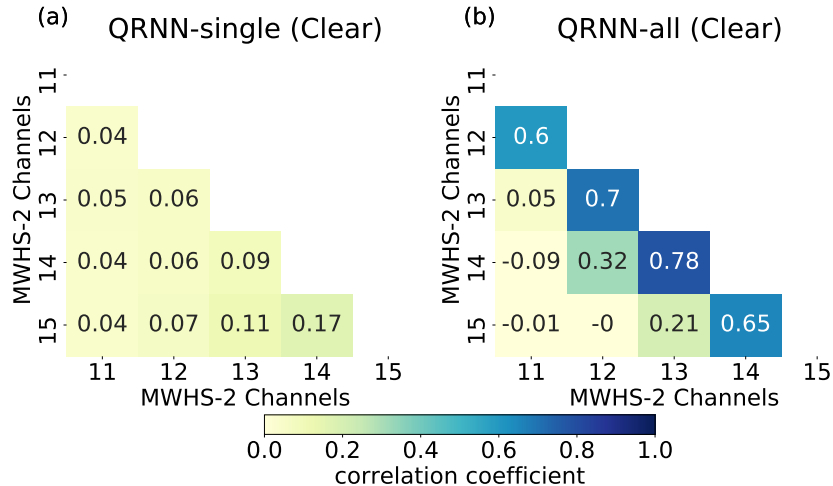 (a) QRNN-single (Clear)
MWHS-2 Channels
11
12
0.04
13
0.05 0.06
14
0.04 0.06 0.09
15
0.04 0.07 0.11 0.17
11 12 13 14 15
MWHS-2 Channels
(b) QRNN-all (Clear)
MWHS-2 Channels
11
12
0.6
13
0.05 0.7
14
-0.09 0.32 0.78
15
-0.01 -0 0.21 0.65
11 12 13 14 15
MWHS-2 Channels
0.0 0.2 0.4 0.6 0.8 1.0
correlation coefficient